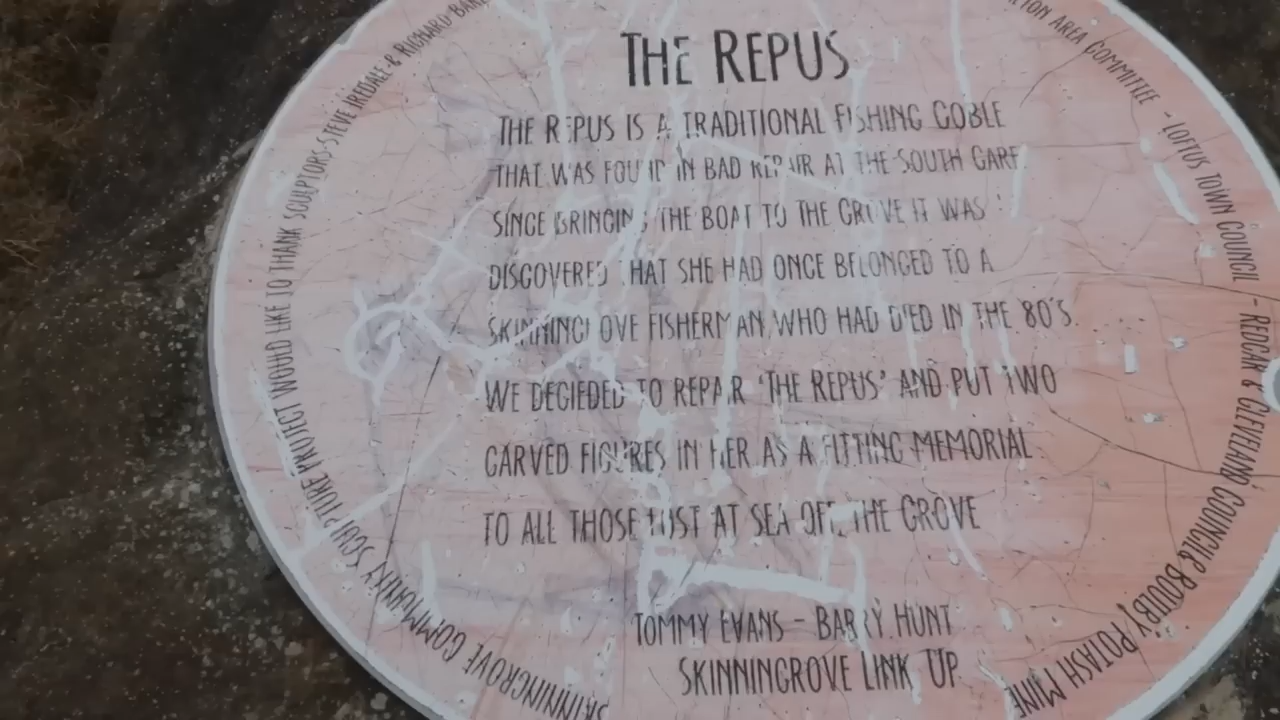 THE REPUS
THE REPUS IS A TRADITIONAL FISHING COBLE
THAT WAS FOUND IN BAD REPAIR AT THE SOUTH GARE
SINCE BRINGING THE BOAT TO THE GROVE IT WAS
DISCOVERED THAT SHE HAD ONCE BELONGED TO A
SKINNINGROVE FISHERMAN WHO HAD DIED IN THE 80'S.
WE DECIEDED TO REPAIR 'THE REPUS' AND PUT TWO
CARVED FIGURES IN HER AS A FITTING MEMORIAL
TO ALL THOSE LOST AT SEA OFF THE GROVE
TOMMY EVANS - BARRY HUNT
SKINNINGROVE LINK UP
SKINNINGROVE COMMUNITY SCULPTURE PROJECT WOULD LIKE TO THANK SCULPTORS-STEVE IREDALE & RICHARD
AREA COMMITTEE - LOFTUS TOWN COUNCIL - REDCAR & CLEVELAND COUNCIL & BOULBY POTASH MINE